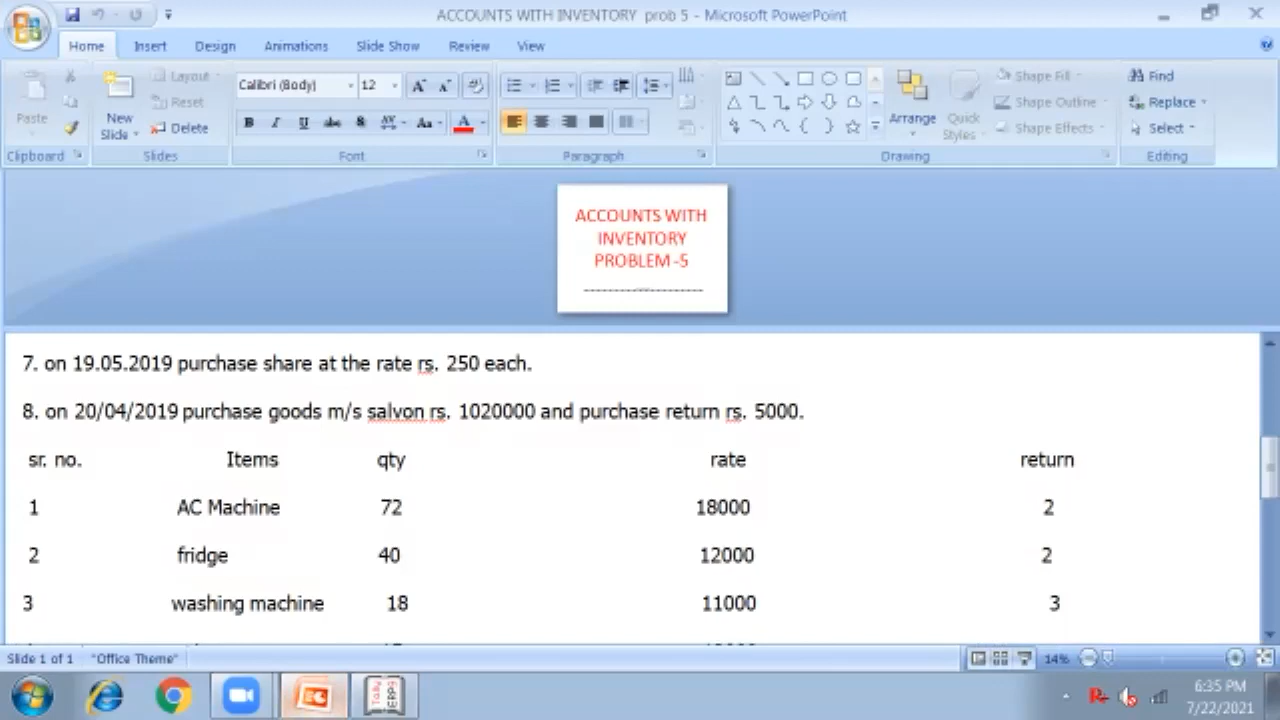 ACCOUNTS WITH INVENTORY prob 5 - Microsoft PowerPoint
Home Insert Design Animations Slide Show Review View
Paste
New Slide
Layout
Reset
Delete
Calibri (Body) 12
B I U abc S AV Aa A
Arrange
Quick Styles
Shape Fill
Shape Outline
Shape Effects
Find
Replace
Select
Clipboard Slides Font Paragraph Drawing Editing
ACCOUNTS WITH
INVENTORY
PROBLEM -5
7. on 19.05.2019 purchase share at the rate rs. 250 each.
8. on 20/04/2019 purchase goods m/s salvon rs. 1020000 and purchase return rs. 5000.
sr. no. Items qty rate return
1 AC Machine 72 18000 2
2 fridge 40 12000 2
3 washing machine 18 11000 3
Slide 1 of 1 "Office Theme" 14%
Tally ERP9
6:35 PM
7/22/2021